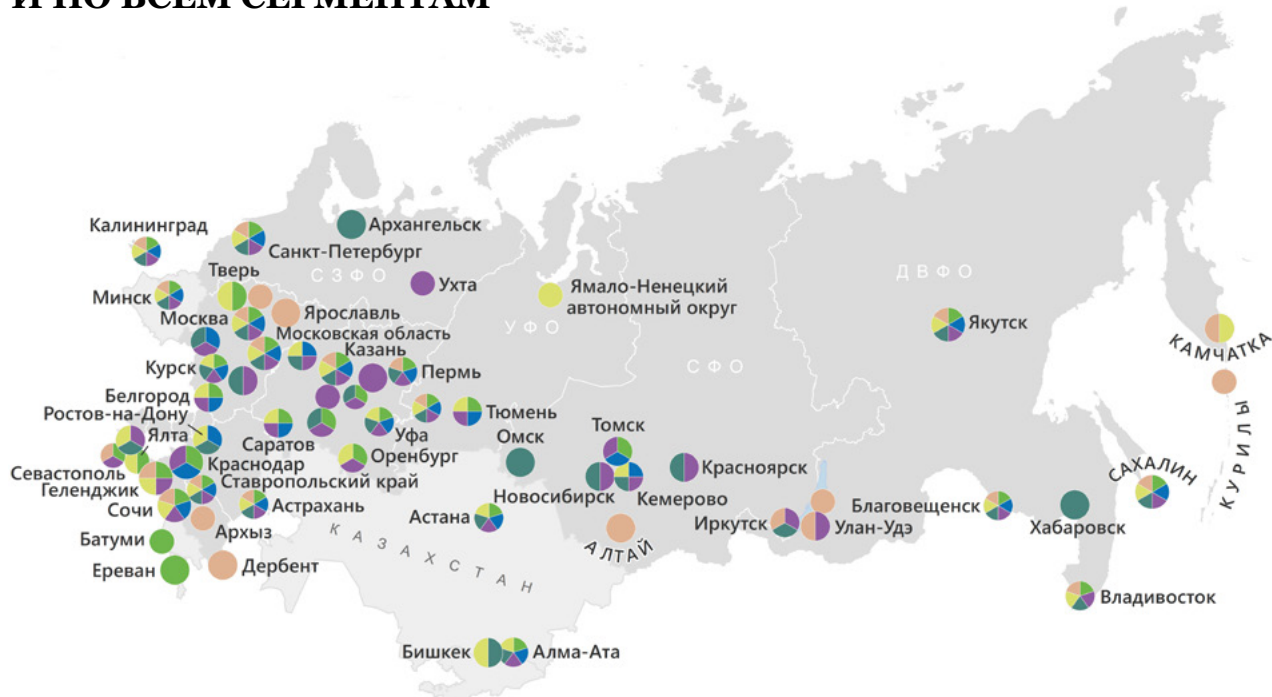 И ПО ВСЕМ СЕГМЕНТАМ
Калининград
Архангельск
Санкт-Петербург
СЗФО
Тверь
Ухта
Ямало-Ненецкий
автономный округ
ДВФО
Минск
Ярославль
Москва
УФО
Якутск
Московская область
КАМЧАТКА
Казань
СФО
Курск
Пермь
Белгород
Ростов-на-Дону
Тюмень
Ялта
Саратов
Уфа
Омск
Томск
КУРИЛЫ
Севастополь
Краснодар
Оренбург
Красноярск
САХАЛИН
Геленджик
Ставропольский край
Новосибирск
Кемерово
Сочи
Астрахань
Астана
Иркутск
Улан-Удэ
Благовещенск
Хабаровск
Архыз
АЛТАЙ
Батуми
КАЗАХСТАН
Ереван
Дербент
Владивосток
Бишкек
Алма-Ата